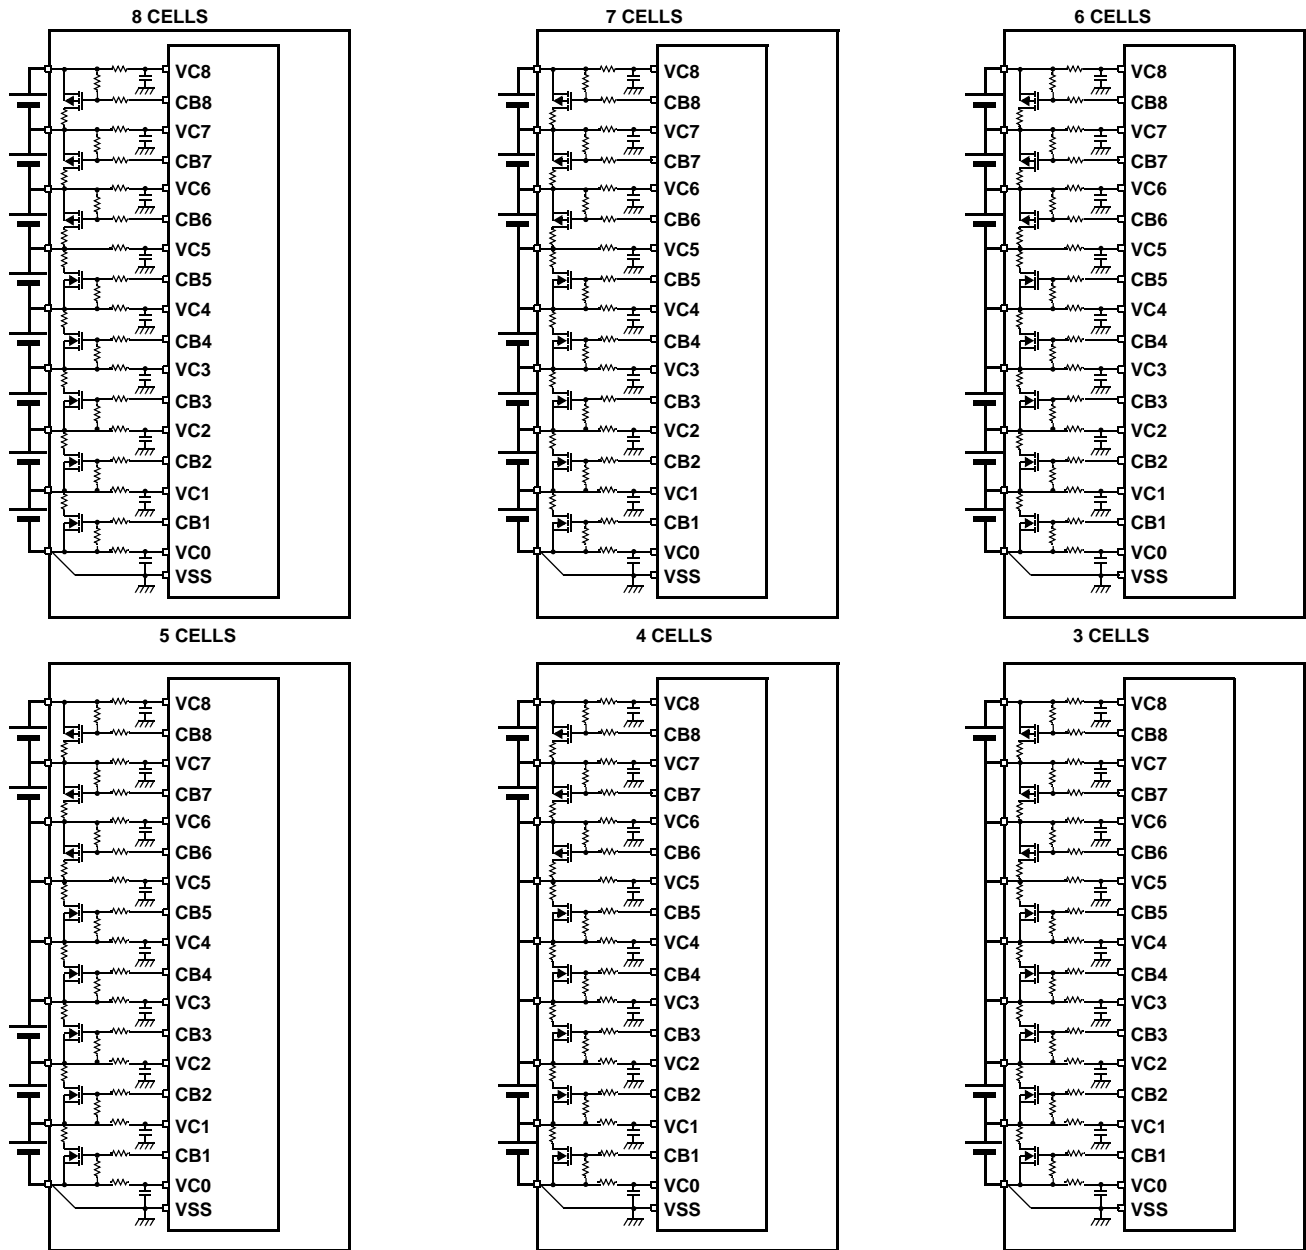 8 CELLS
VC8
CB8
VC7
CB7
VC6
CB6
VC5
CB5
VC4
CB4
VC3
CB3
VC2
CB2
VC1
CB1
VC0
VSS
7 CELLS
VC8
CB8
VC7
CB7
VC6
CB6
VC5
CB5
VC4
CB4
VC3
CB3
VC2
CB2
VC1
CB1
VC0
VSS
6 CELLS
VC8
CB8
VC7
CB7
VC6
CB6
VC5
CB5
VC4
CB4
VC3
CB3
VC2
CB2
VC1
CB1
VC0
VSS
5 CELLS
VC8
CB8
VC7
CB7
VC6
CB6
VC5
CB5
VC4
CB4
VC3
CB3
VC2
CB2
VC1
CB1
VC0
VSS
4 CELLS
VC8
CB8
VC7
CB7
VC6
CB6
VC5
CB5
VC4
CB4
VC3
CB3
VC2
CB2
VC1
CB1
VC0
VSS
3 CELLS
VC8
CB8
VC7
CB7
VC6
CB6
VC5
CB5
VC4
CB4
VC3
CB3
VC2
CB2
VC1
CB1
VC0
VSS